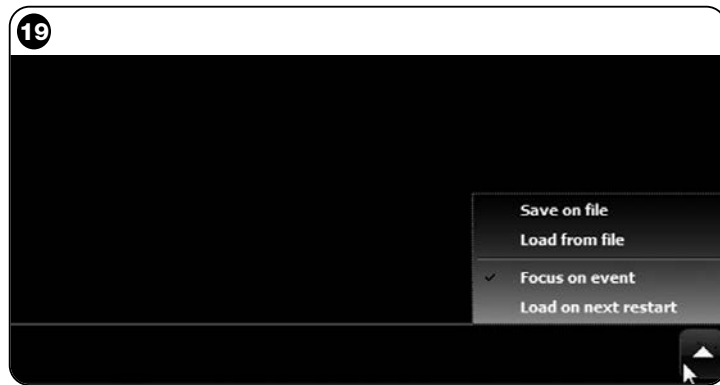 19
Save on file
Load from file
Focus on event
Load on next restart